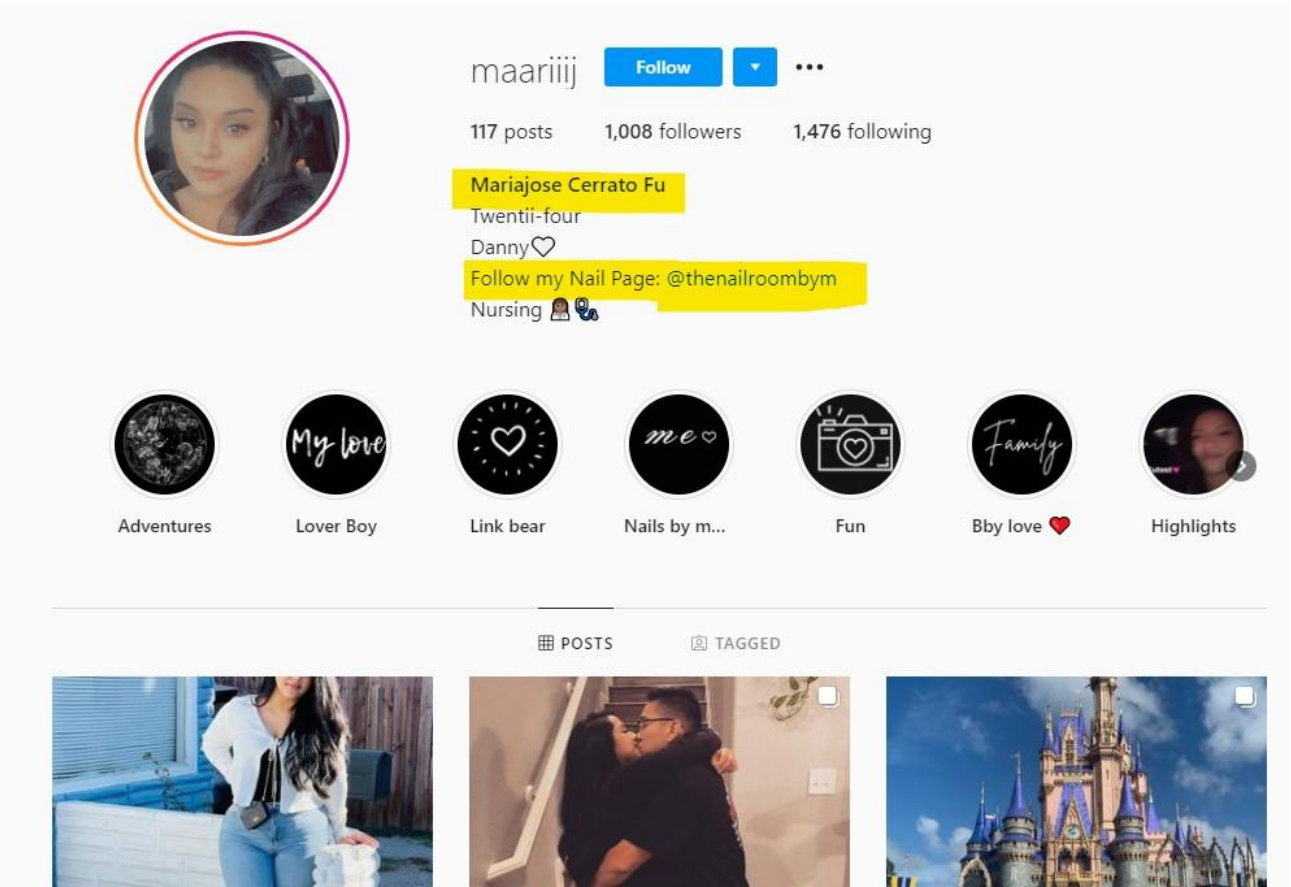 maariiij Follow
117 posts 1,008 followers 1,476 following
Mariajose Cerrato Fu
Twentii-four
Danny♡
Follow my Nail Page: @thenailroombym
Nursing 👩🏽‍⚕️🩺
My love
me♡
Family
Adventures Lover Boy Link bear Nails by m... Fun Bby love ❤️ Highlights
POSTS TAGGED